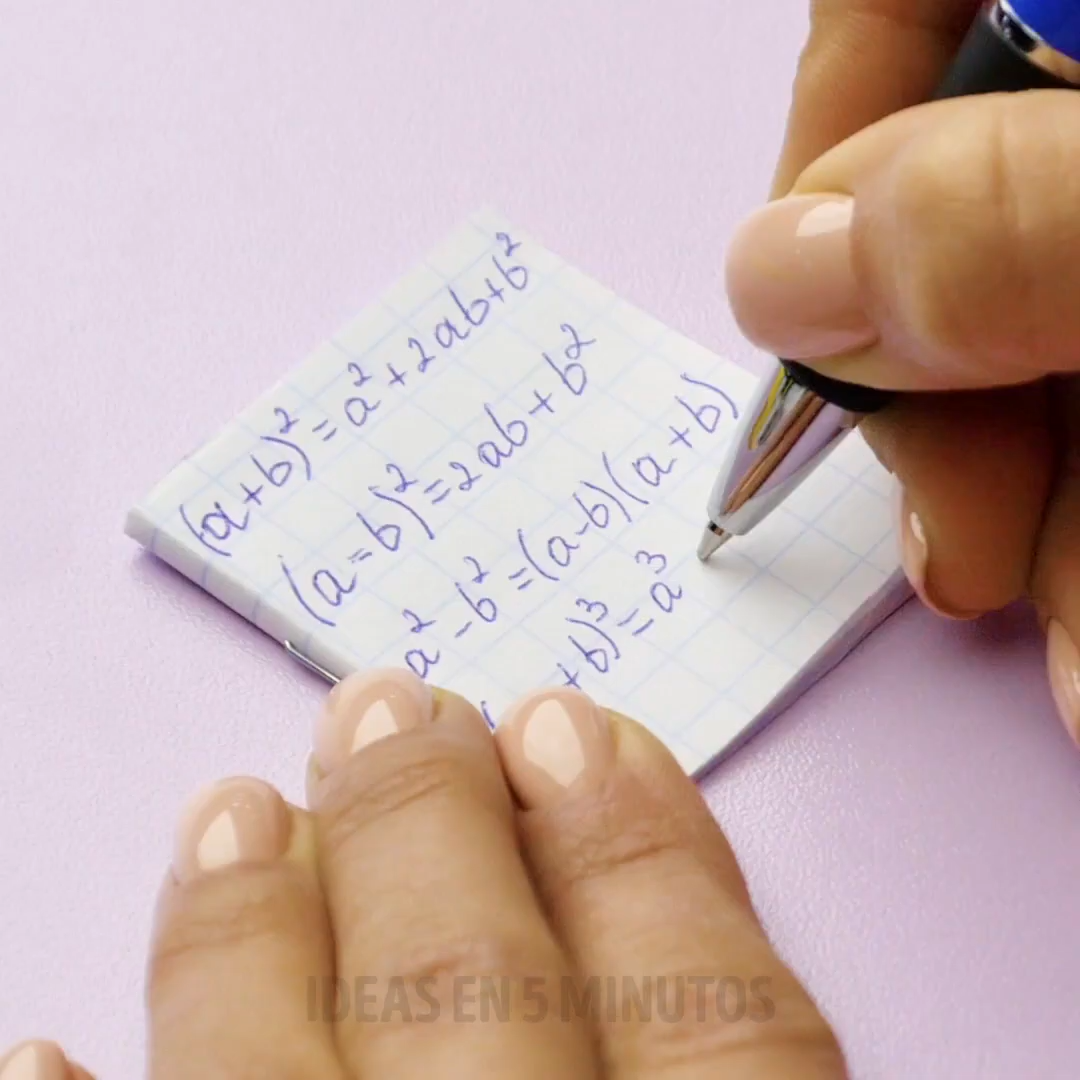 (a+b)²=a²+2ab+b²
(a=b)²=2ab+b²
a²-b²=(a-b)(a+b)
(+b)³=a³
IDEAS EN 5 MINUTOS